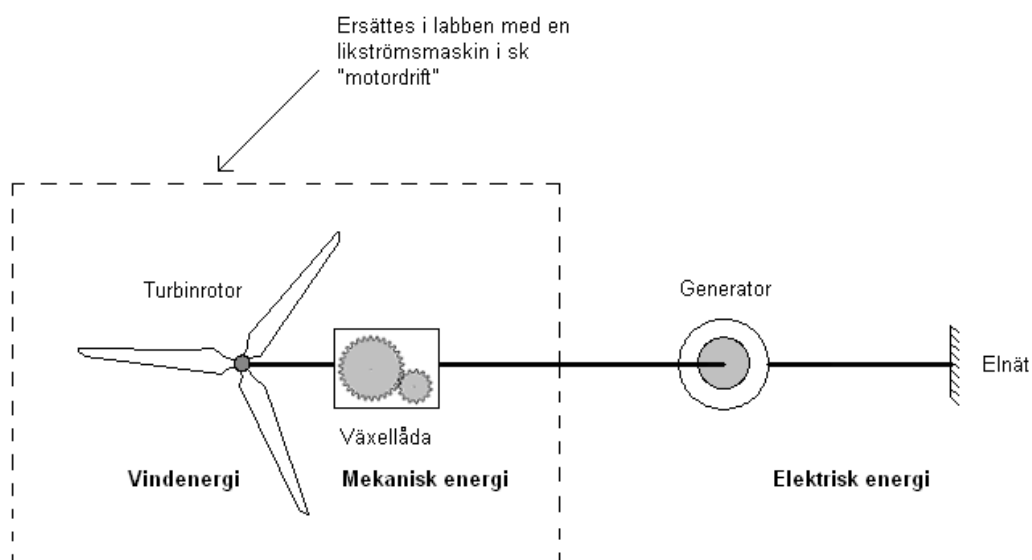 Ersättes i labben med en
likströmsmaskin i sk
"motordrift"
Turbinrotor
Generator
Elnät
Växellåda
Vindenergi
Mekanisk energi
Elektrisk energi